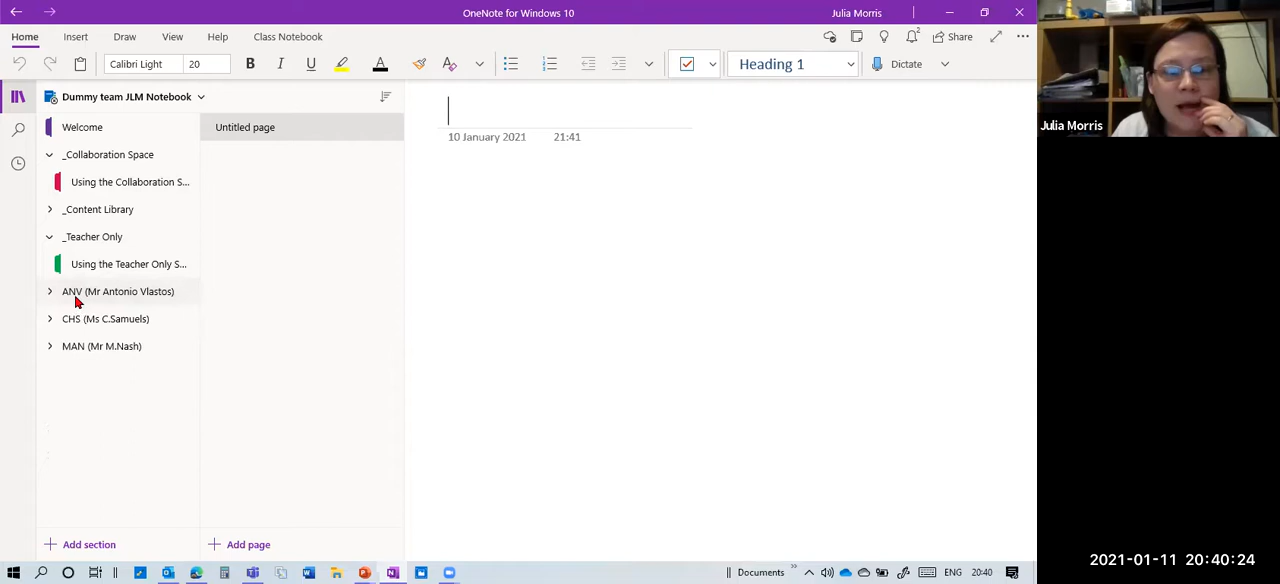 OneNote for Windows 10
Julia Morris
Home
Insert
Draw
View
Help
Class Notebook
Share
Calibri Light
20
B
I
U
A
A
Heading 1
Dictate
Dummy team JLM Notebook
Welcome
Untitled page
_Collaboration Space
Using the Collaboration S...
_Content Library
_Teacher Only
Using the Teacher Only S...
ANV (Mr Antonio Vlastos)
CHS (Ms C.Samuels)
MAN (Mr M.Nash)
10 January 2021
21:41
Add section
Add page
Julia Morris
2021-01-11 20:40:24
Documents
ENG
20:40